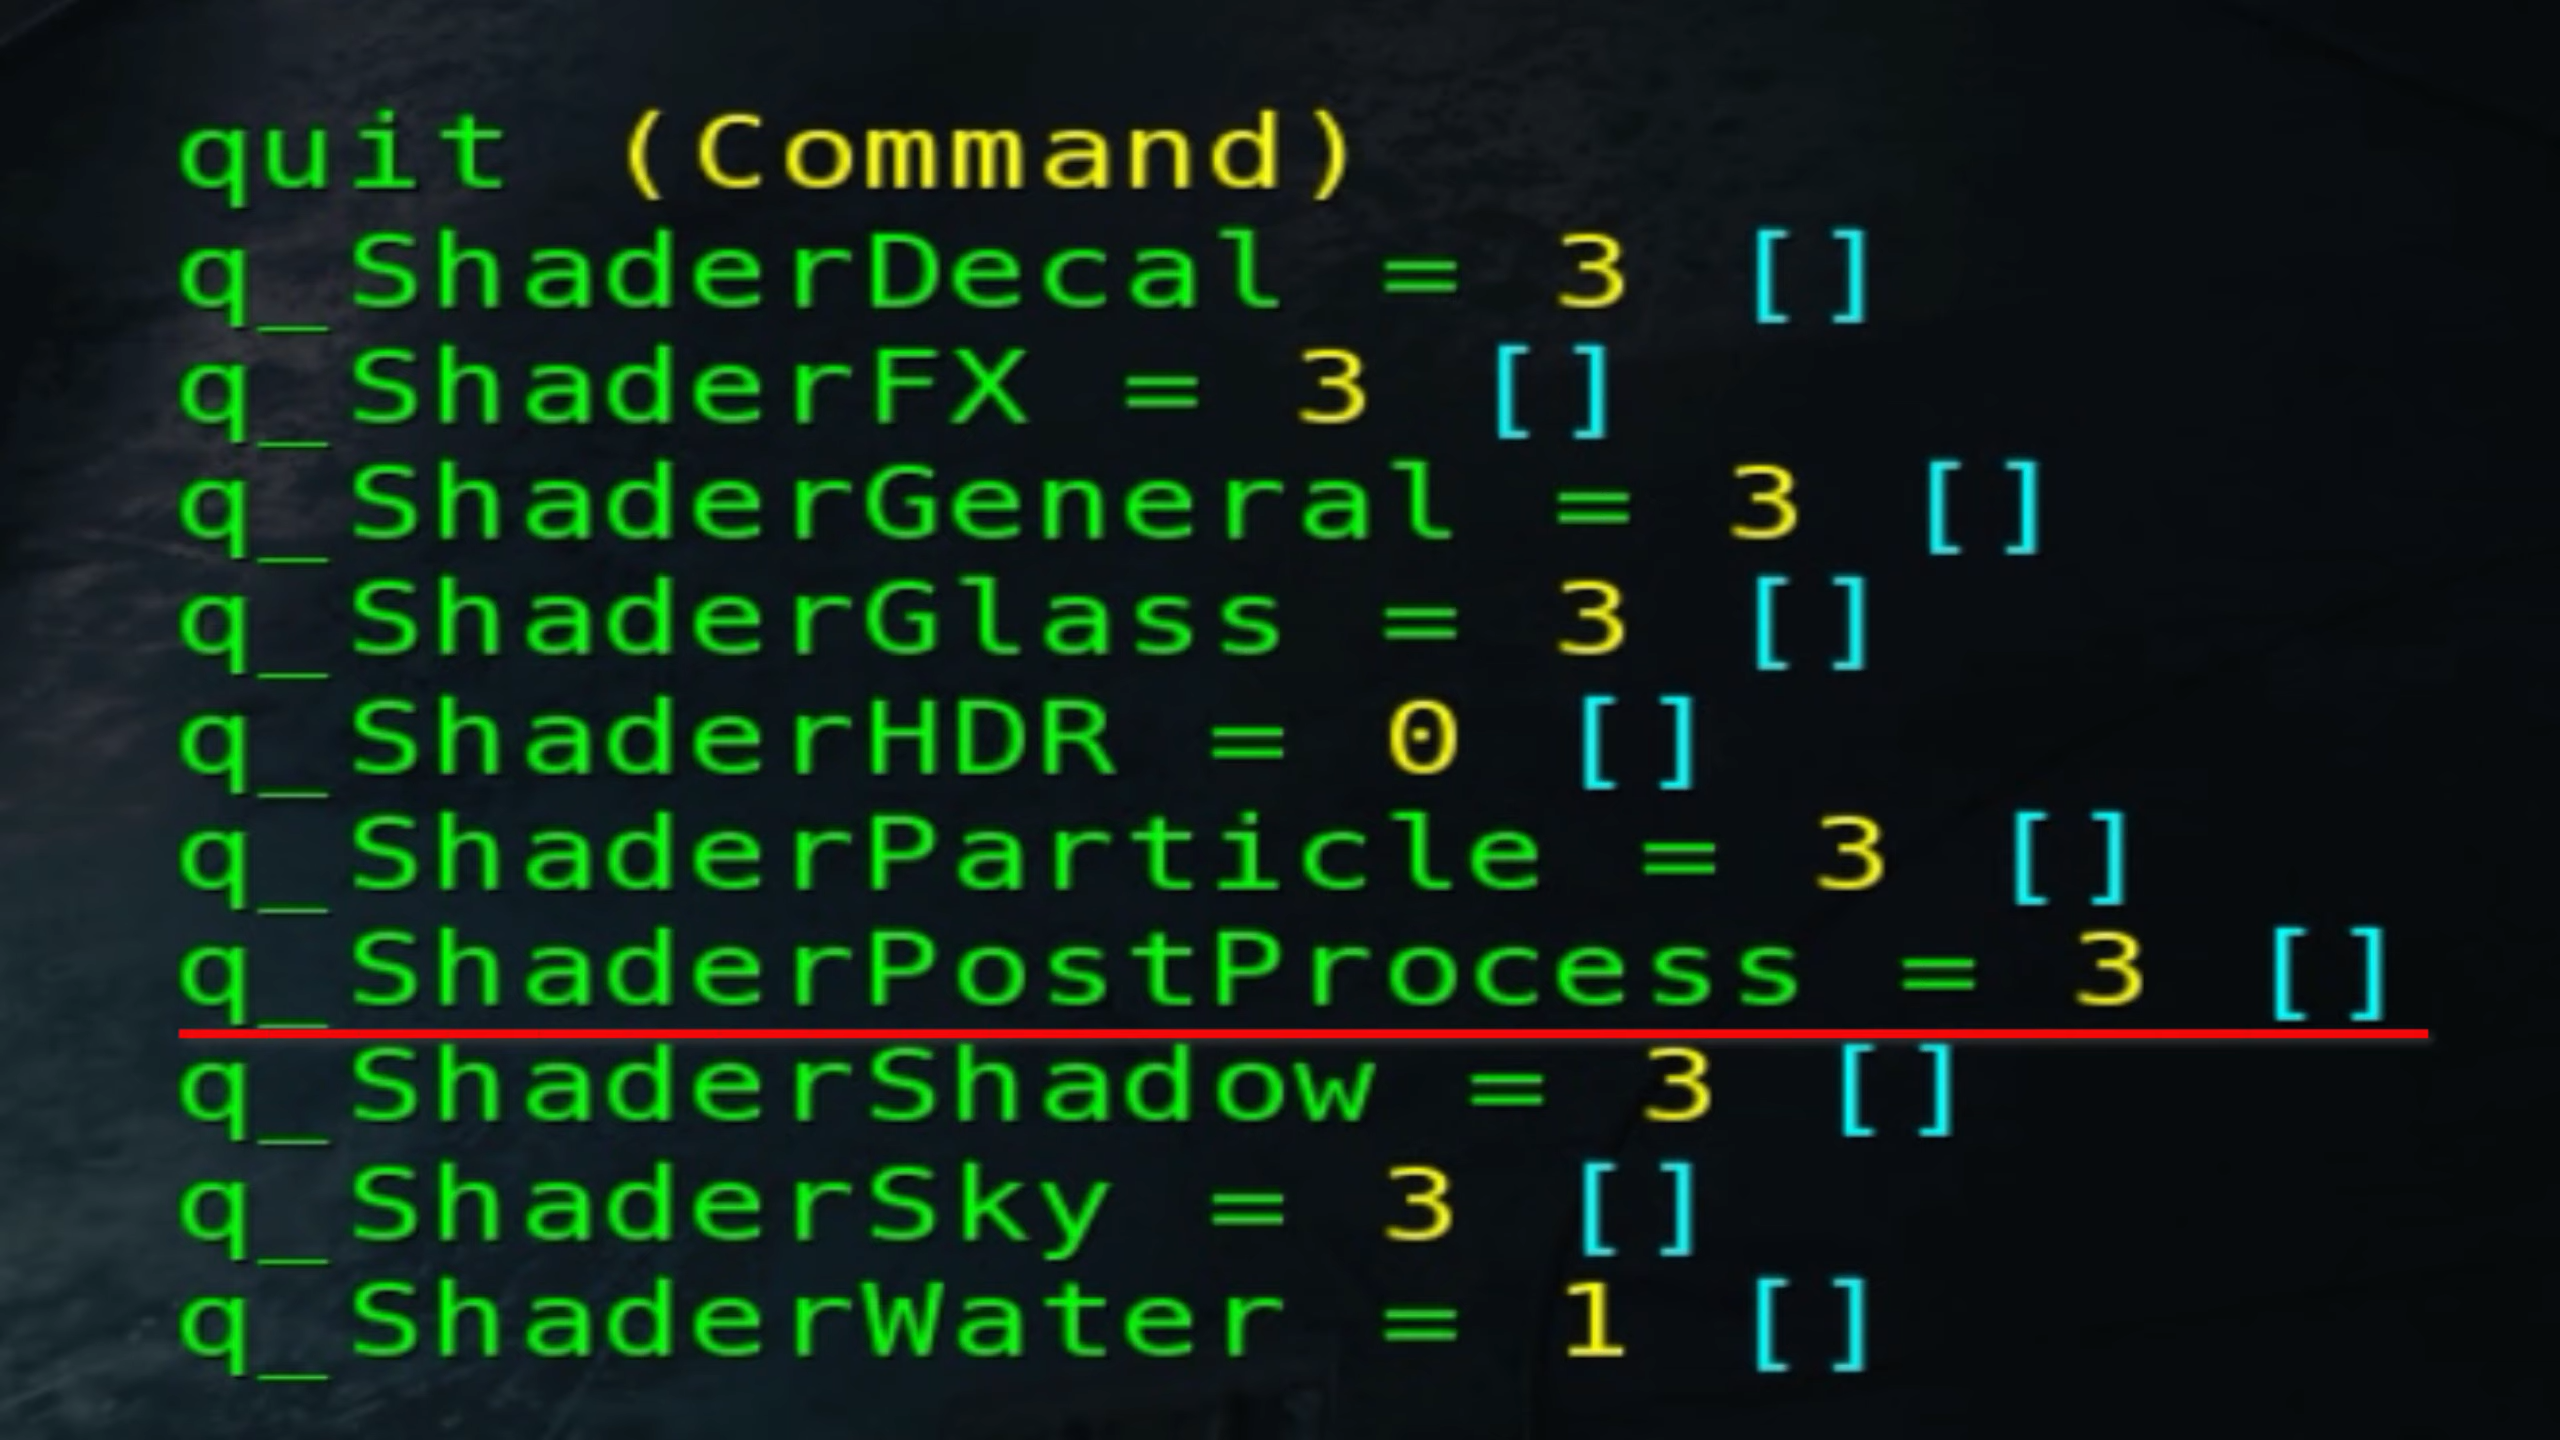 quit (Command)
q_ShaderDecal = 3 []
q_ShaderFX = 3 []
q_ShaderGeneral = 3 []
q_ShaderGlass = 3 []
q_ShaderHDR = 0 []
q_ShaderParticle = 3 []
q_ShaderPostProcess = 3 []
q_ShaderShadow = 3 []
q_ShaderSky = 3 []
q_ShaderWater = 1 []